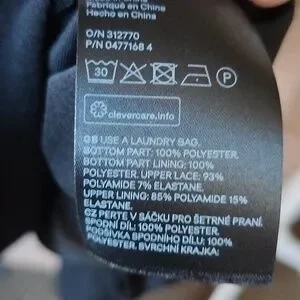 Fabriqué en Chine
Hecho en China
O/N 312770
P/N 0477168 4
30
P
clevercare.info
GB USE A LAUNDRY BAG.
BOTTOM PART: 100% POLYESTER.
BOTTOM PART LINING: 100%
POLYESTER. UPPER LACE: 93%
POLYAMIDE 7% ELASTANE.
UPPER LINING: 85% POLYAMIDE 15%
ELASTANE.
CZ PERTE V SÁČKU PRO ŠETRNÉ PRANÍ.
SPODNÍ DÍL: 100% POLYESTER.
PODŠÍVKA SPODNÍHO DÍLU: 100%
POLYESTER. SVRCHNÍ KRAJKA: